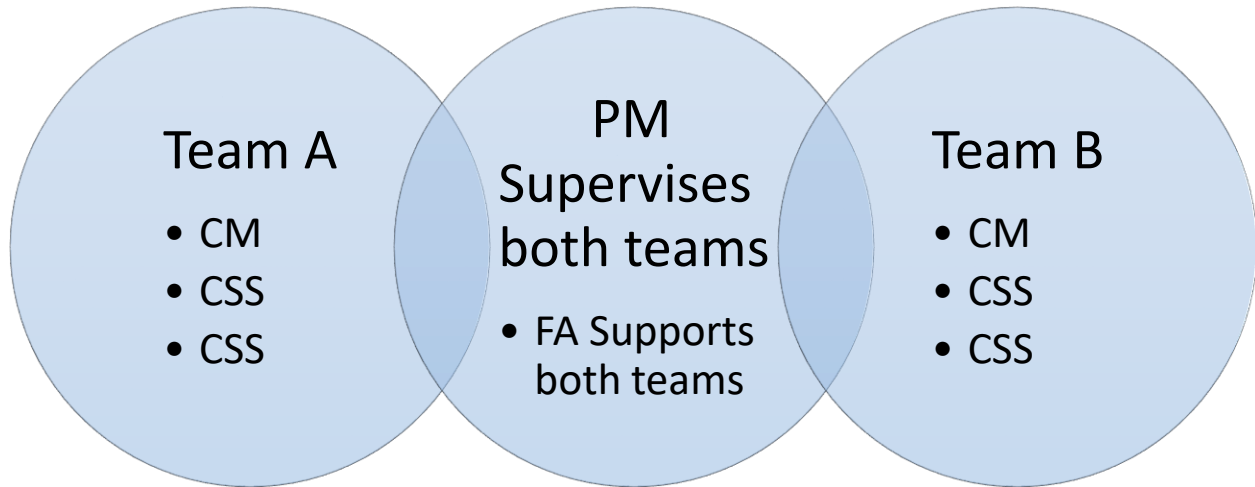 Team A
• CM
• CSS
• CSS
PM
Supervises
both teams
• FA Supports
both teams
Team B
• CM
• CSS
• CSS